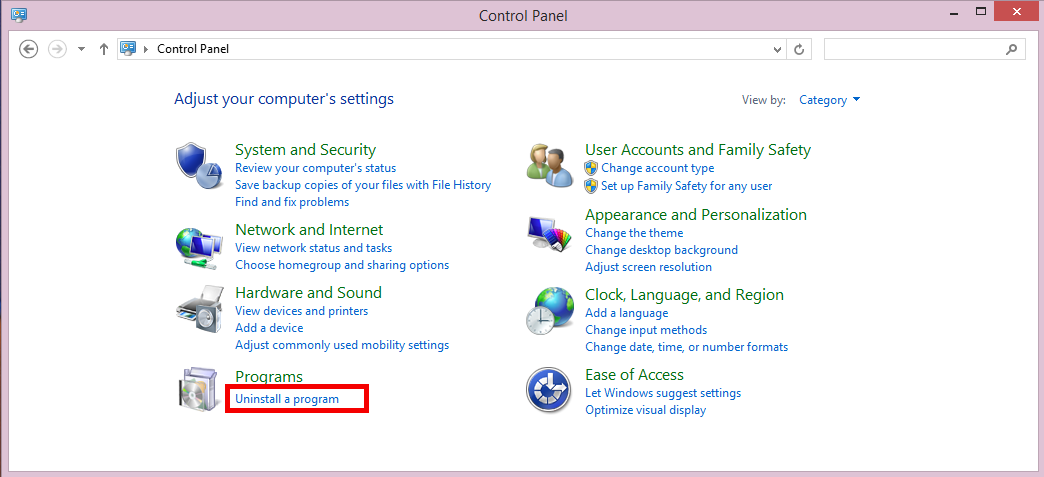 Control Panel
Control Panel
Adjust your computer's settings
View by: Category
System and Security
Review your computer's status
Save backup copies of your files with File History
Find and fix problems
Network and Internet
View network status and tasks
Choose homegroup and sharing options
Hardware and Sound
View devices and printers
Add a device
Adjust commonly used mobility settings
Programs
Uninstall a program
User Accounts and Family Safety
Change account type
Set up Family Safety for any user
Appearance and Personalization
Change the theme
Change desktop background
Adjust screen resolution
Clock, Language, and Region
Add a language
Change input methods
Change date, time, or number formats
Ease of Access
Let Windows suggest settings
Optimize visual display